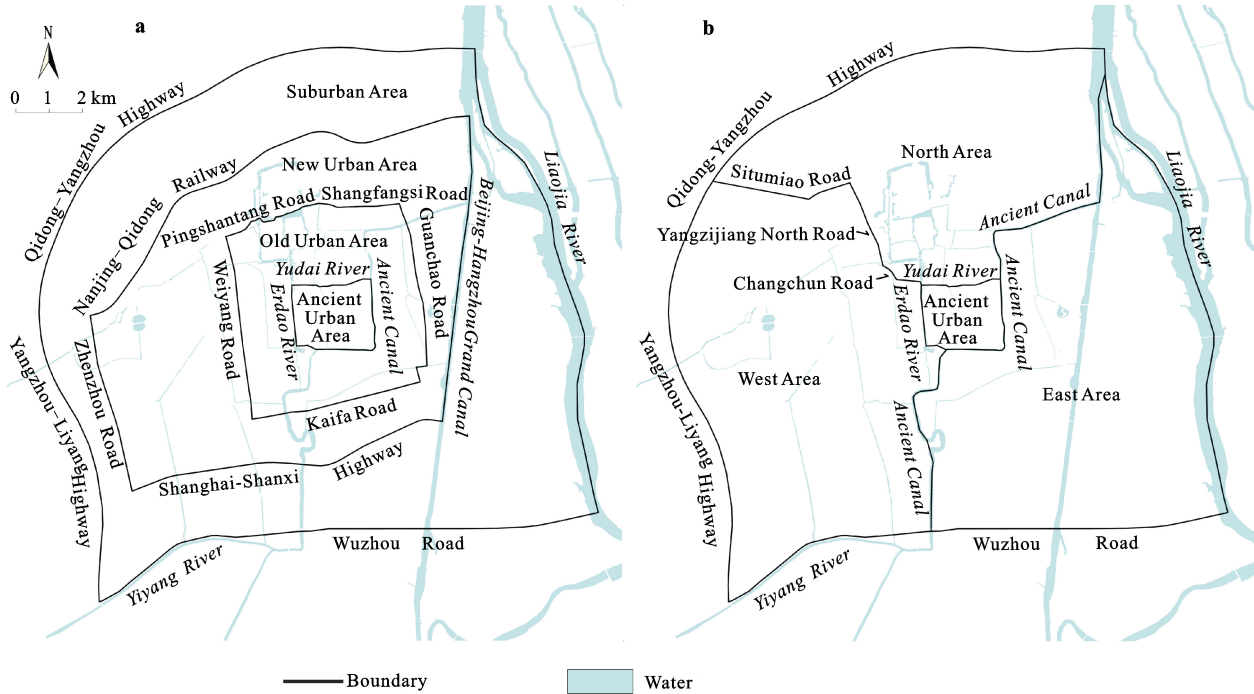 a
N
0 1 2 km
Qidong-Yangzhou Highway
Suburban Area
Nanjing-Qidong Railway
New Urban Area
Pingshantang Road
Shangfangsi Road
Old Urban Area
Yudai River
Ancient
Urban
Area
Erdao River
Ancient Canal
Weiyang Road
Guanchao Road
Beijing-Hangzhou Grand Canal
Liaojia River
Zhenzhou Road
Yangzhou-Liyang Highway
Kaifa Road
Shanghai-Shanxi Highway
Wuzhou Road
Yiyang River
b
Qidong-Yangzhou Highway
North Area
Situmiao Road
Ancient Canal
Yangzijiang North Road
Changchun Road
Yudai River
Ancient
Urban
Area
Erdao River
Ancient Canal
Liaojia River
West Area
East Area
Yangzhou-Liyang Highway
Ancient Canal
Wuzhou Road
Yiyang River
Boundary
Water